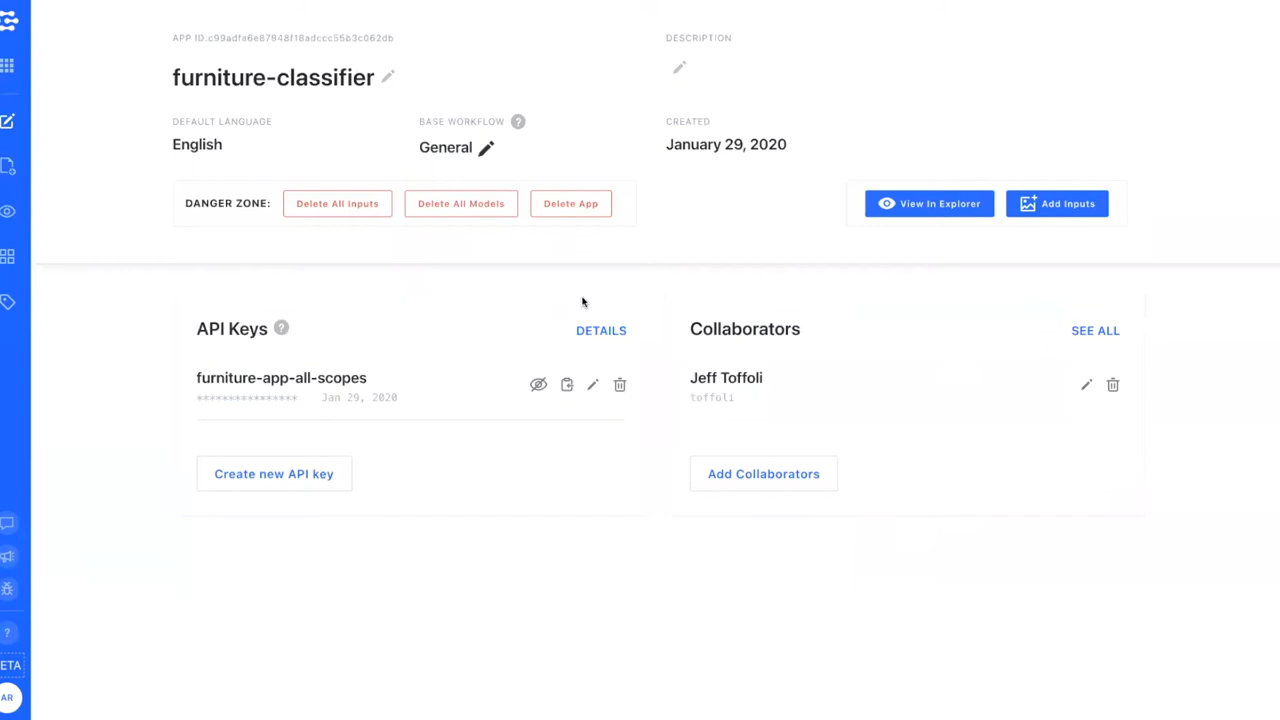 APP ID.c99adfa6e87848f18adccc55b3c062db
DESCRIPTION
furniture-classifier
DEFAULT LANGUAGE
BASE WORKFLOW ?
CREATED
English
General
January 29, 2020
DANGER ZONE:
Delete All Inputs
Delete All Models
Delete App
View In Explorer
Add Inputs
API Keys ?
DETAILS
Collaborators
SEE ALL
furniture-app-all-scopes
**************** Jan 29, 2020
Jeff Toffoli
toffoli
Create new API key
Add Collaborators
?
ETA
AR